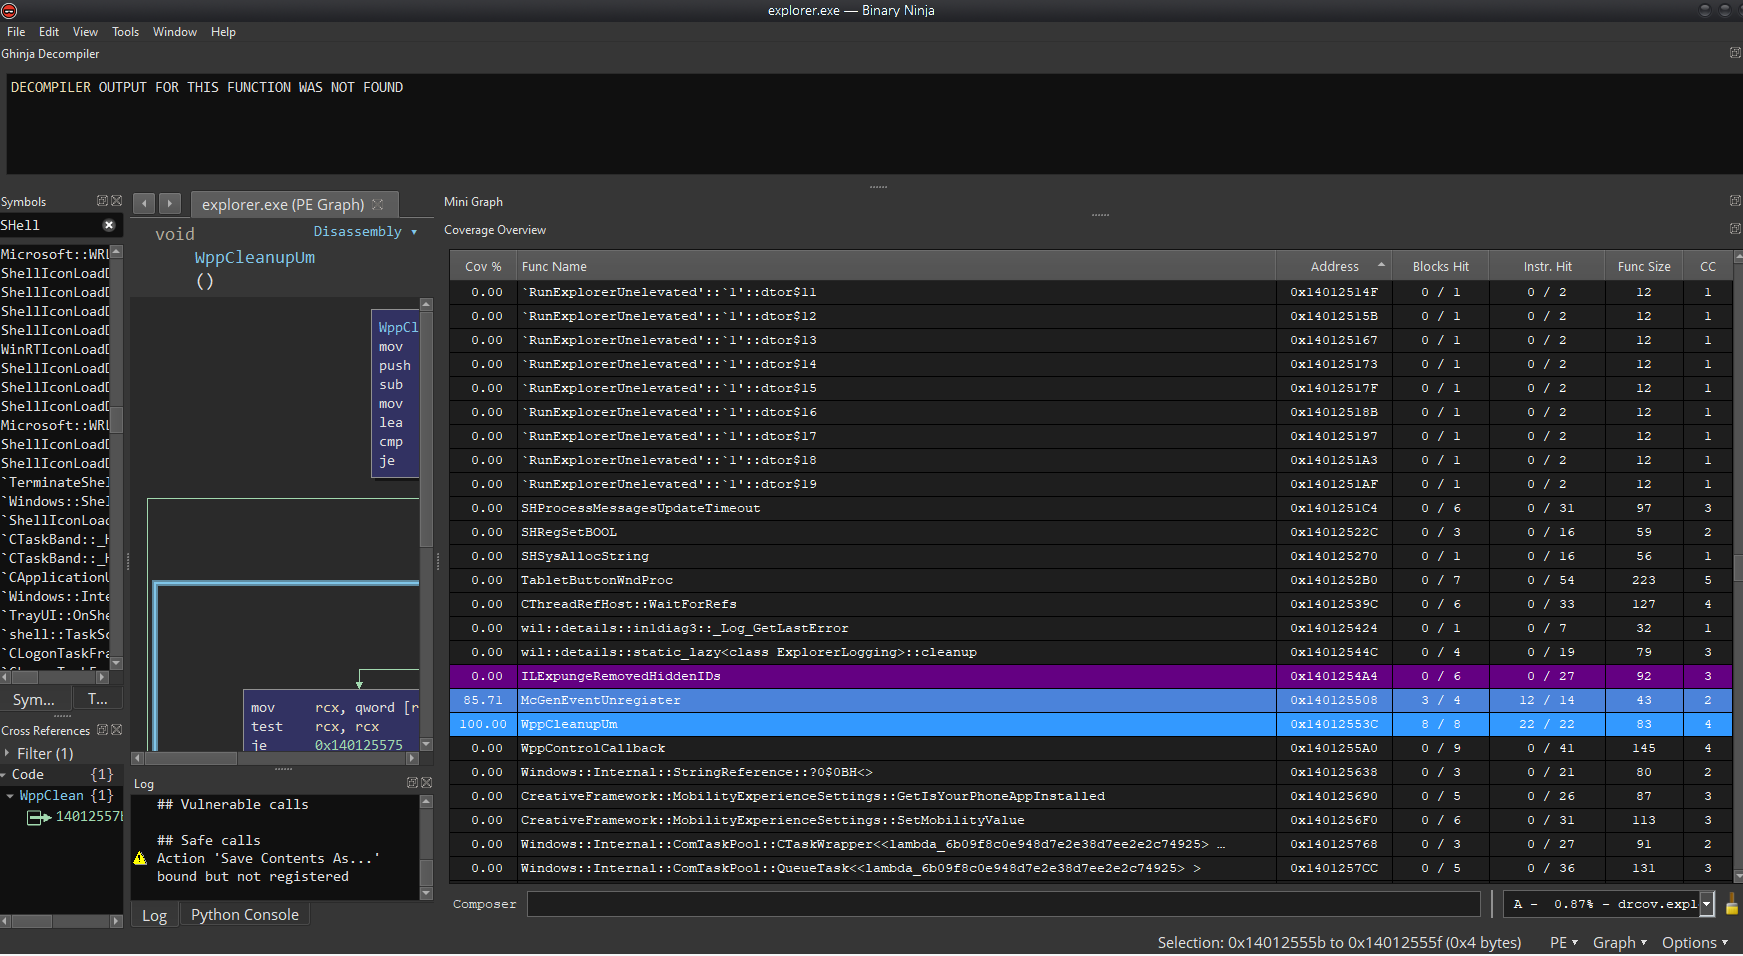 explorer.exe — Binary Ninja
File Edit View Tools Window Help
Ghinja Decompiler
DECOMPILER OUTPUT FOR THIS FUNCTION WAS NOT FOUND
Symbols
SHell
Microsoft::WRL
ShellIconLoadD
ShellIconLoadD
ShellIconLoadD
ShellIconLoadD
WinRTIconLoadD
ShellIconLoadD
ShellIconLoadD
ShellIconLoadD
Microsoft::WRL
ShellIconLoadD
ShellIconLoadD
`TerminateShel
`Windows::Shel
`ShellIconLoad
`CTaskBand::_H
`CTaskBand::_H
`CApplicationU
`Windows::Inte
`TrayUI::OnShe
`shell::TaskSc
`CLogonTaskFra
Sym... T...
Cross References
Filter (1)
Code {1}
WppClean {1}
14012557b
explorer.exe (PE Graph)
void
Disassembly
WppCleanupUm
()
WppCl
mov
push
sub
mov
lea
cmp
je
mov rcx, qword [r
test rcx, rcx
je 0x140125575
Log
## Vulnerable calls
## Safe calls
Action 'Save Contents As...'
bound but not registered
Log Python Console
Mini Graph
Coverage Overview
Cov % Func Name Address Blocks Hit Instr. Hit Func Size CC
0.00 `RunExplorerUnelevated'::`1'::dtor$11 0x14012514F 0 / 1 0 / 2 12 1
0.00 `RunExplorerUnelevated'::`1'::dtor$12 0x14012515B 0 / 1 0 / 2 12 1
0.00 `RunExplorerUnelevated'::`1'::dtor$13 0x140125167 0 / 1 0 / 2 12 1
0.00 `RunExplorerUnelevated'::`1'::dtor$14 0x140125173 0 / 1 0 / 2 12 1
0.00 `RunExplorerUnelevated'::`1'::dtor$15 0x14012517F 0 / 1 0 / 2 12 1
0.00 `RunExplorerUnelevated'::`1'::dtor$16 0x14012518B 0 / 1 0 / 2 12 1
0.00 `RunExplorerUnelevated'::`1'::dtor$17 0x140125197 0 / 1 0 / 2 12 1
0.00 `RunExplorerUnelevated'::`1'::dtor$18 0x1401251A3 0 / 1 0 / 2 12 1
0.00 `RunExplorerUnelevated'::`1'::dtor$19 0x1401251AF 0 / 1 0 / 2 12 1
0.00 SHProcessMessagesUpdateTimeout 0x1401251C4 0 / 6 0 / 31 97 3
0.00 SHRegSetBOOL 0x14012522C 0 / 3 0 / 16 59 2
0.00 SHSysAllocString 0x140125270 0 / 1 0 / 16 56 1
0.00 TabletButtonWndProc 0x1401252B0 0 / 7 0 / 54 223 5
0.00 CThreadRefHost::WaitForRefs 0x14012539C 0 / 6 0 / 33 127 4
0.00 wil::details::in1diag3::_Log_GetLastError 0x140125424 0 / 1 0 / 7 32 1
0.00 wil::details::static_lazy<class ExplorerLogging>::cleanup 0x14012544C 0 / 4 0 / 19 79 3
0.00 ILExpungeRemovedHiddenIDs 0x1401254A4 0 / 6 0 / 27 92 3
85.71 McGenEventUnregister 0x140125508 3 / 4 12 / 14 43 2
100.00 WppCleanupUm 0x14012553C 8 / 8 22 / 22 83 4
0.00 WppControlCallback 0x1401255A0 0 / 9 0 / 41 145 4
0.00 Windows::Internal::StringReference::?0$0BH<> 0x140125638 0 / 3 0 / 21 80 2
0.00 CreativeFramework::MobilityExperienceSettings::GetIsYourPhoneAppInstalled 0x140125690 0 / 5 0 / 26 87 3
0.00 CreativeFramework::MobilityExperienceSettings::SetMobilityValue 0x1401256F0 0 / 6 0 / 31 113 3
0.00 Windows::Internal::ComTaskPool::CTaskWrapper<<lambda_6b09f8c0e948d7e2e38d7ee2e2c74925> … 0x140125768 0 / 3 0 / 27 91 2
0.00 Windows::Internal::ComTaskPool::QueueTask<<lambda_6b09f8c0e948d7e2e38d7ee2e2c74925> > 0x1401257CC 0 / 5 0 / 36 131 3
Composer
A - 0.87% - drcov.expl
Selection: 0x14012555b to 0x14012555f (0x4 bytes) PE Graph Options